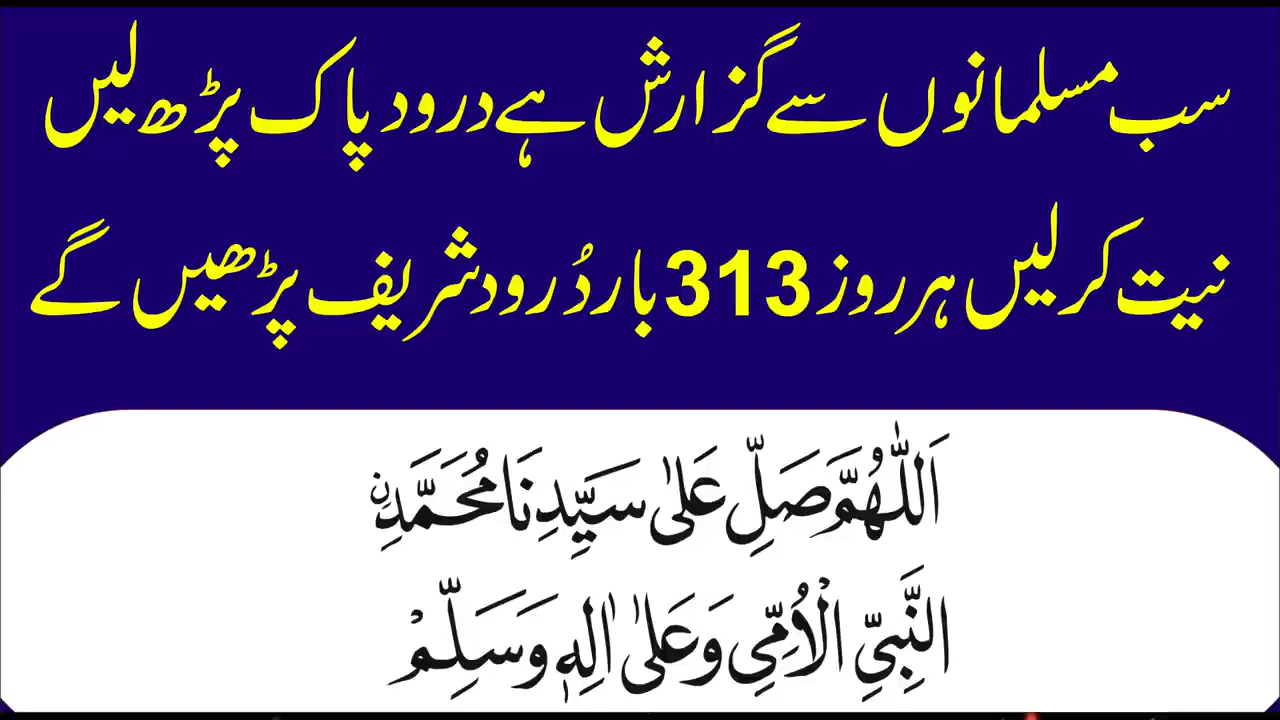 سب مسلمانوں سے گزارش ہے درود پاک پڑھ لیں
نیت کر لیں ہر روز 313 بار دُرود شریف پڑھیں گے
اَللّٰهُمَّ صَلِّ عَلٰى سَيِّدِنَا مُحَمَّدِ نِ
النَّبِيِّ الْاُمِّيِّ وَعَلٰى اٰلِهٖ وَسَلِّمْ